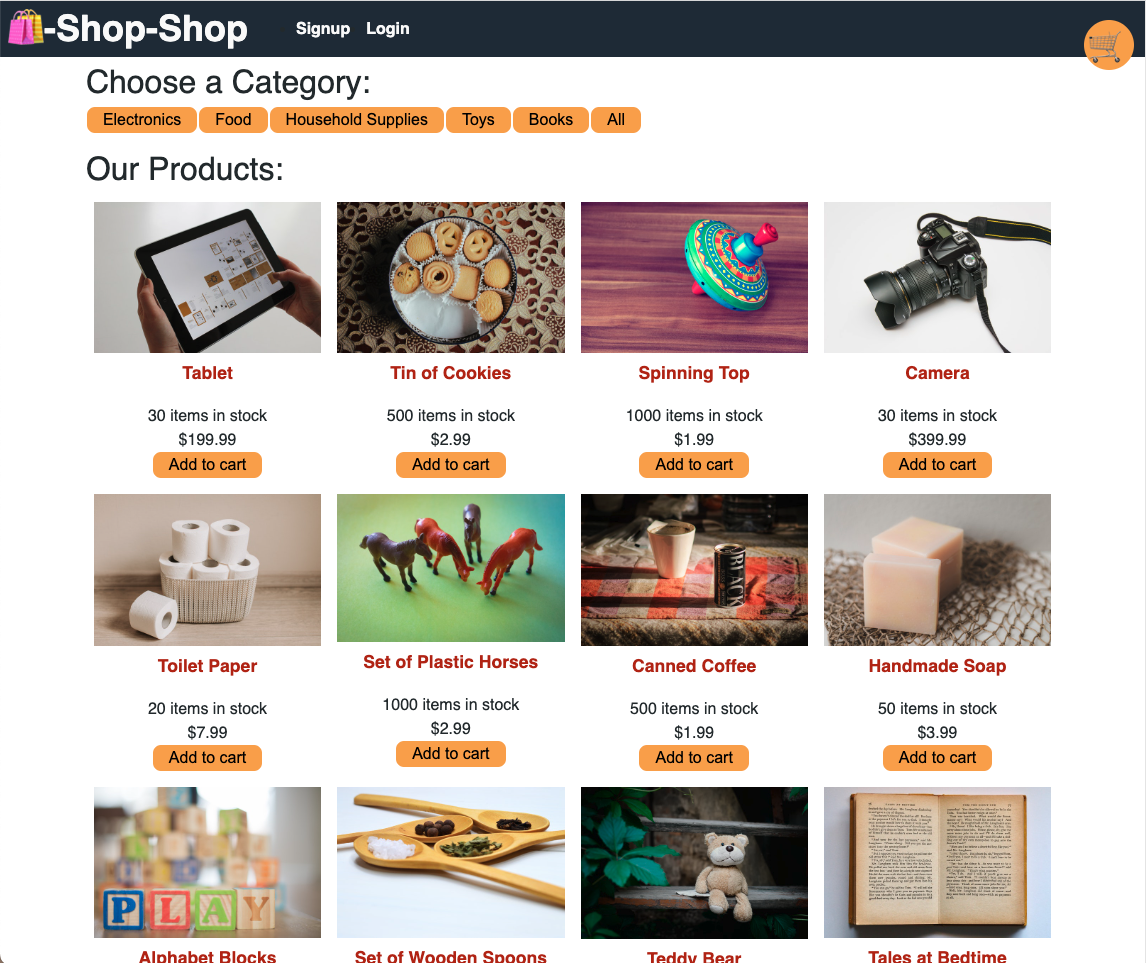 -Shop-Shop Signup Login
Choose a Category:
Electronics Food Household Supplies Toys Books All
Our Products:
Tablet Tin of Cookies Spinning Top Camera
30 items in stock 500 items in stock 1000 items in stock 30 items in stock
$199.99 $2.99 $1.99 $399.99
Add to cart Add to cart Add to cart Add to cart
BLACK
Toilet Paper Set of Plastic Horses Canned Coffee Handmade Soap
20 items in stock 1000 items in stock 500 items in stock 50 items in stock
$7.99 $2.99 $1.99 $3.99
Add to cart Add to cart Add to cart Add to cart
PLAY
Alphabet Blocks Set of Wooden Spoons Teddy Bear Tales at Bedtime